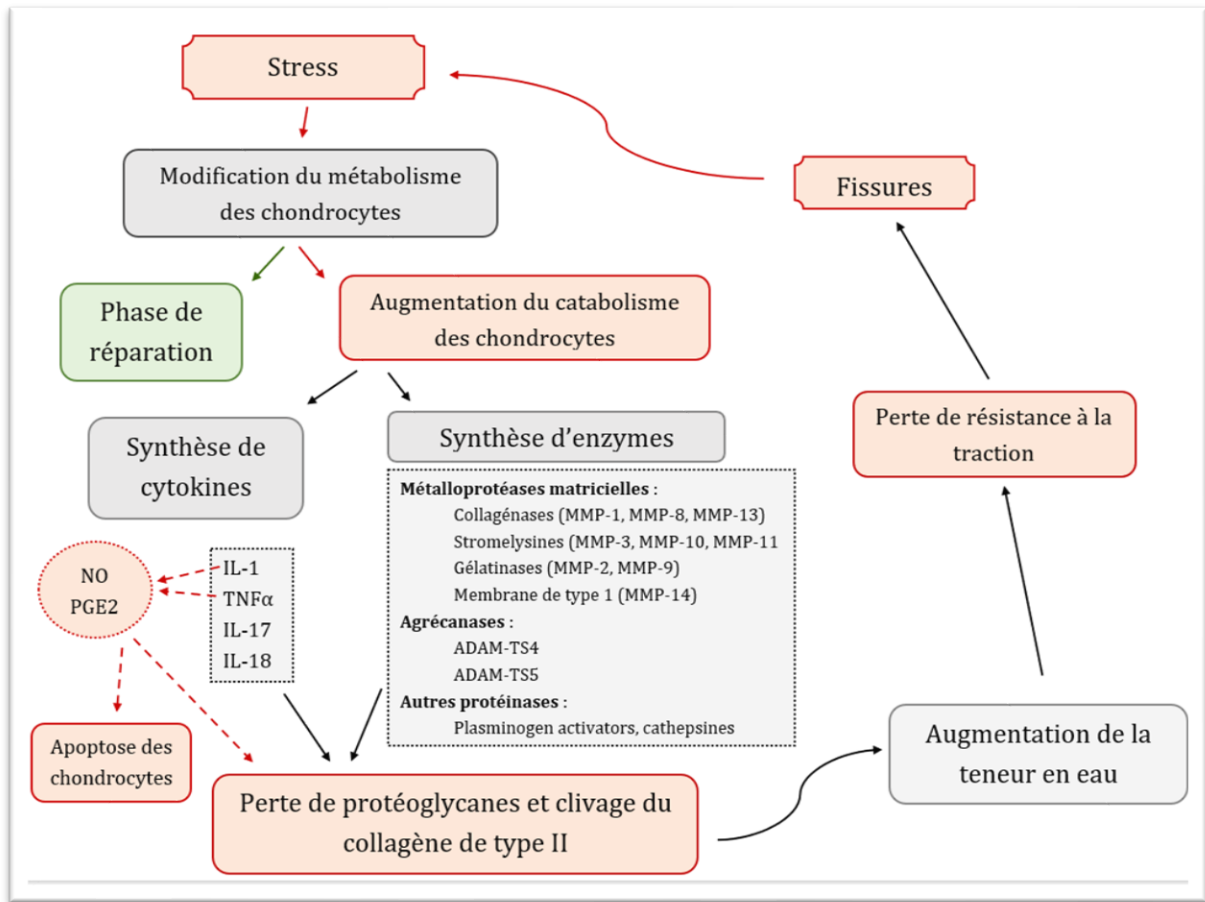 Stress
Modification du métabolisme
des chondrocytes
Fissures
Phase de
réparation
Augmentation du catabolisme
des chondrocytes
Synthèse de
cytokines
Synthèse d'enzymes
Perte de résistance à la
traction
Métalloprotéases matricielles :
Collagénases (MMP-1, MMP-8, MMP-13)
Stromelysines (MMP-3, MMP-10, MMP-11
Gélatinases (MMP-2, MMP-9)
Membrane de type 1 (MMP-14)
Agrécanases :
ADAM-TS4
ADAM-TS5
Autres protéinases :
Plasminogen activators, cathepsines
NO
PGE2
IL-1
TNFα
IL-17
IL-18
Apoptose des
chondrocytes
Perte de protéoglycanes et clivage du
collagène de type II
Augmentation de la
teneur en eau